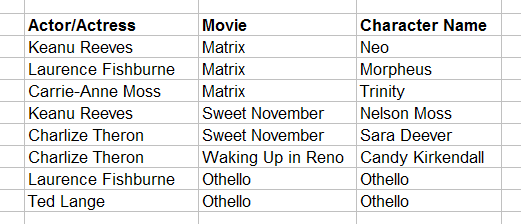 Actor/Actress Movie Character Name
Keanu Reeves Matrix Neo
Laurence Fishburne Matrix Morpheus
Carrie-Anne Moss Matrix Trinity
Keanu Reeves Sweet November Nelson Moss
Charlize Theron Sweet November Sara Deever
Charlize Theron Waking Up in Reno Candy Kirkendall
Laurence Fishburne Othello Othello
Ted Lange Othello Othello